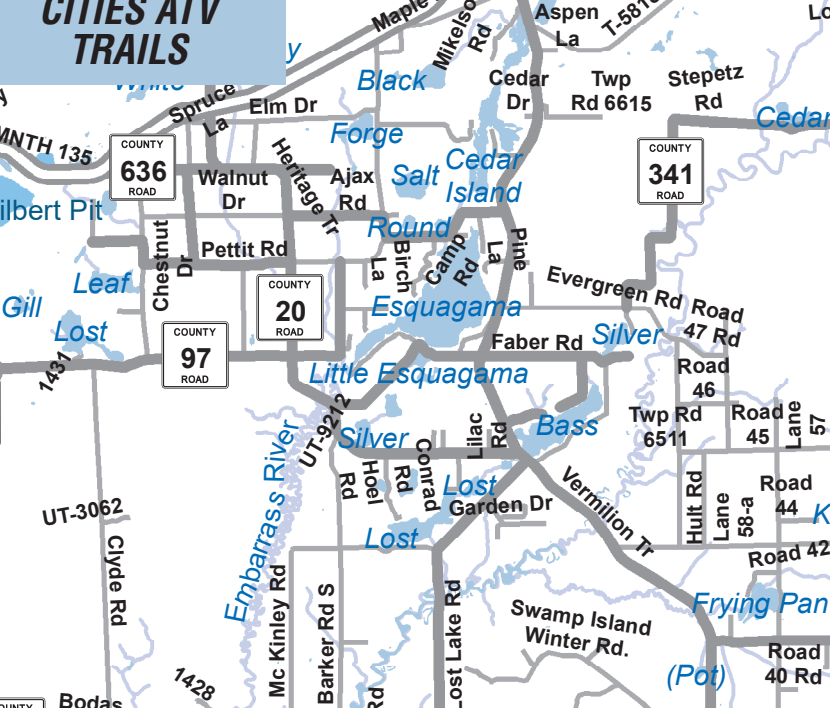 CITIES ATV
TRAILS
Maple
Mikelso
Rd
Aspen
La
T-5816
Lo
y
White
Black
Cedar
Dr
Twp
Rd 6615
Stepetz
Rd
Cedar
Spruce
La
Elm Dr
MNTH 135
Forge
COUNTY
636
ROAD
Walnut
Dr
Heritage Tr
Ajax
Rd
Salt
Cedar
Island
COUNTY
341
ROAD
ilbert Pit
Round
Chestnut
Dr
Pettit Rd
Birch
La
Camp
Rd
Pine
La
Leaf
Gill
Lost
COUNTY
20
ROAD
Esquagama
Evergreen Rd
Road
47 Rd
COUNTY
97
ROAD
1431
Faber Rd
Silver
Little Esquagama
Road
46
UT-9212
Silver
Lilac
Rd
Bass
Twp Rd
6511
Road
45
Lane
57
Embarrass River
Rd
Hoel
Rd
Conrad
Lost
Garden Dr
Vermilion Tr
Hult Rd
Lane
58-a
Road
44
K
UT-3062
Lost
Road 42
Clyde Rd
Mc Kinley Rd
Barker Rd S
Lost Lake Rd
Swamp Island
Winter Rd.
Frying Pan
(Pot)
Road
40 Rd
1428
Rd
OUNTY
Bodas